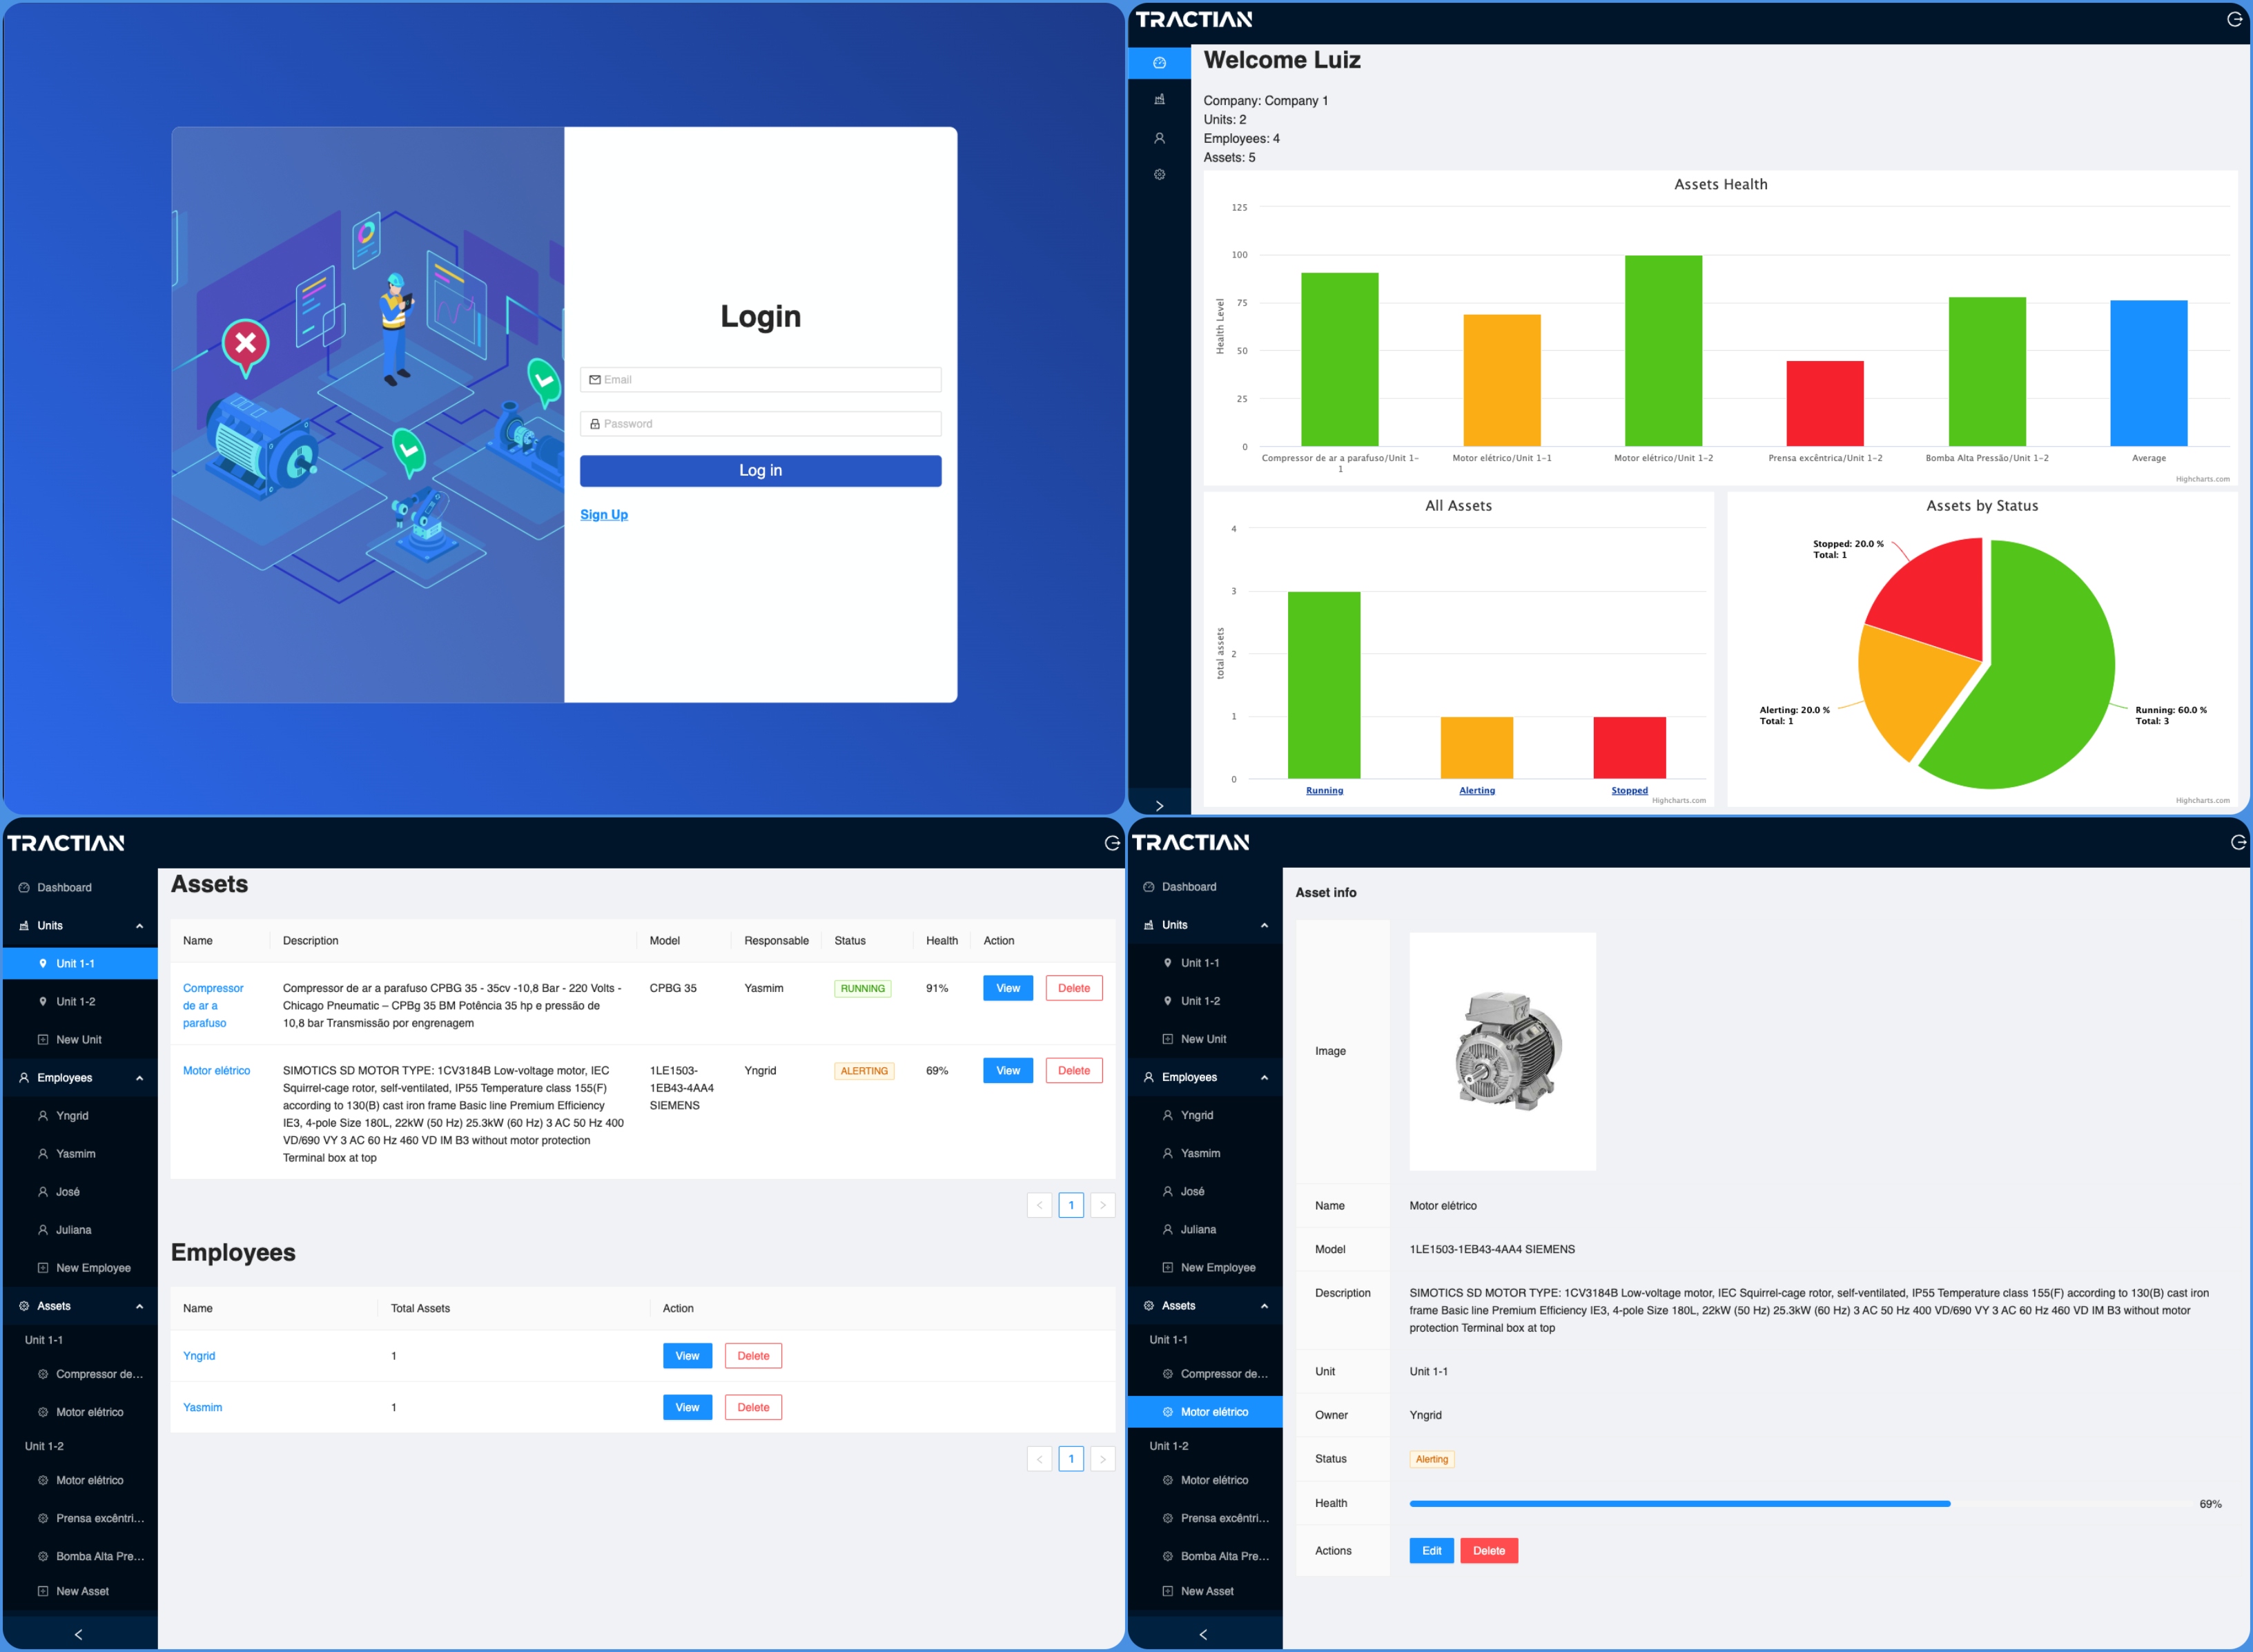 Login
Email
Password
Log in
Sign Up
TRACTIAN
Welcome Luiz
Company: Company 1
Units: 2
Employees: 4
Assets: 5
Assets Health
Health Level
125
100
75
50
25
0
Compressor de ar a parafuso/Unit 1-
1
Motor elétrico/Unit 1-1
Motor elétrico/Unit 1-2
Prensa excêntrica/Unit 1-2
Bomba Alta Pressão/Unit 1-2
Average
Highcharts.com
All Assets
total assets
4
3
2
1
0
Running
Alerting
Stopped
Highcharts.com
Assets by Status
Stopped: 20.0 %
Total: 1
Alerting: 20.0 %
Total: 1
Running: 60.0 %
Total: 3
Highcharts.com
TRACTIAN
Dashboard
Units
Unit 1-1
Unit 1-2
New Unit
Employees
Yngrid
Yasmim
José
Juliana
New Employee
Assets
Unit 1-1
Compressor de...
Motor elétrico
Unit 1-2
Motor elétrico
Prensa excêntri...
Bomba Alta Pre...
New Asset
Assets
Name Description Model Responsable Status Health Action
Compressor
de ar a
parafuso
Compressor de ar a parafuso CPBG 35 - 35cv -10,8 Bar - 220 Volts -
Chicago Pneumatic – CPBg 35 BM Potência 35 hp e pressão de
10,8 bar Transmissão por engrenagem
CPBG 35
Yasmim
RUNNING
91%
View
Delete
Motor elétrico
SIMOTICS SD MOTOR TYPE: 1CV3184B Low-voltage motor, IEC
Squirrel-cage rotor, self-ventilated, IP55 Temperature class 155(F)
according to 130(B) cast iron frame Basic line Premium Efficiency
IE3, 4-pole Size 180L, 22kW (50 Hz) 25.3kW (60 Hz) 3 AC 50 Hz 400
VD/690 VY 3 AC 60 Hz 460 VD IM B3 without motor protection
Terminal box at top
1LE1503-
1EB43-4AA4
SIEMENS
Yngrid
ALERTING
69%
View
Delete
1
Employees
Name Total Assets Action
Yngrid 1 View Delete
Yasmim 1 View Delete
1
TRACTIAN
Dashboard
Units
Unit 1-1
Unit 1-2
New Unit
Employees
Yngrid
Yasmim
José
Juliana
New Employee
Assets
Unit 1-1
Compressor de...
Motor elétrico
Unit 1-2
Motor elétrico
Prensa excêntri...
Bomba Alta Pre...
New Asset
Asset info
Image
Name Motor elétrico
Model 1LE1503-1EB43-4AA4 SIEMENS
Description
SIMOTICS SD MOTOR TYPE: 1CV3184B Low-voltage motor, IEC Squirrel-cage rotor, self-ventilated, IP55 Temperature class 155(F) according to 130(B) cast iron
frame Basic line Premium Efficiency IE3, 4-pole Size 180L, 22kW (50 Hz) 25.3kW (60 Hz) 3 AC 50 Hz 400 VD/690 VY 3 AC 60 Hz 460 VD IM B3 without motor
protection Terminal box at top
Unit Unit 1-1
Owner Yngrid
Status Alerting
Health 69%
Actions Edit Delete